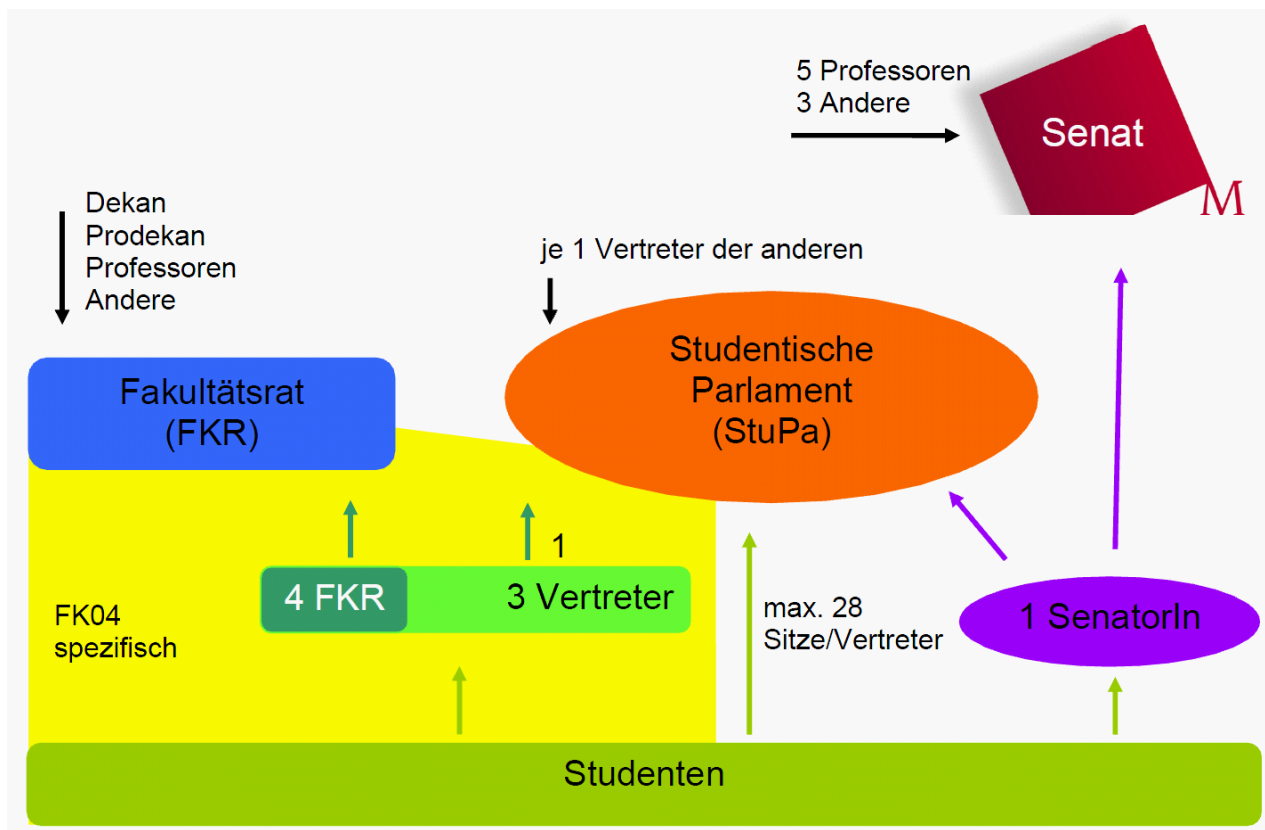 5 Professoren
3 Andere
Senat
M
Dekan
Prodekan
Professoren
Andere
je 1 Vertreter der anderen
Fakultätsrat
(FKR)
Studentische
Parlament
(StuPa)
1
4 FKR
3 Vertreter
FK04
spezifisch
max. 28
Sitze/Vertreter
1 SenatorIn
Studenten